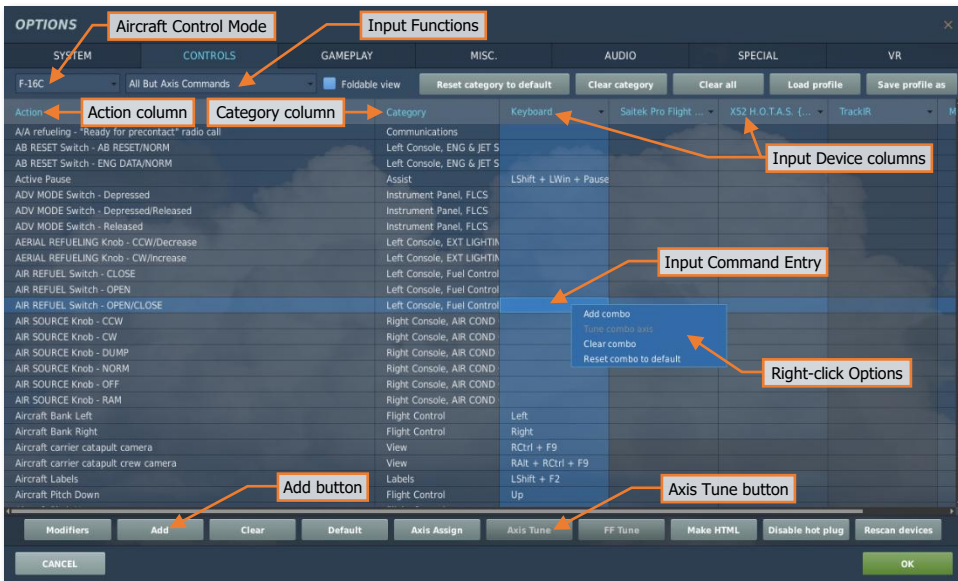 OPTIONS
Aircraft Control Mode
Input Functions
SYSTEM CONTROLS GAMEPLAY MISC. AUDIO SPECIAL VR
F-16C All But Axis Commands Foldable view Reset category to default Clear category Clear all Load profile Save profile as
Action Action column Category column Category Keyboard Saitek Pro Flight ... X52 H.O.T.A.S. {... TrackIR M
A/A refueling - "Ready for precontact" radio call Communications
AB RESET Switch - AB RESET/NORM Left Console, ENG & JET S
Input Device columns
AB RESET Switch - ENG DATA/NORM Left Console, ENG & JET S
Active Pause Assist LShift + LWin + Pause
ADV MODE Switch - Depressed Instrument Panel, FLCS
ADV MODE Switch - Depressed/Released Instrument Panel, FLCS
ADV MODE Switch - Released Instrument Panel, FLCS
AERIAL REFUELING Knob - CCW/Decrease Left Console, EXT LIGHTIN
AERIAL REFUELING Knob - CW/Increase Left Console, EXT LIGHTIN
Input Command Entry
AIR REFUEL Switch - CLOSE Left Console, Fuel Control
AIR REFUEL Switch - OPEN Left Console, Fuel Control
AIR REFUEL Switch - OPEN/CLOSE Left Console, Fuel Control
Add combo
AIR SOURCE Knob - CCW Right Console, AIR COND
Tune combo axis
AIR SOURCE Knob - CW Right Console, AIR COND
Clear combo
AIR SOURCE Knob - DUMP Right Console, AIR COND
Reset combo to default
AIR SOURCE Knob - NORM Right Console, AIR COND
Right-click Options
AIR SOURCE Knob - OFF Right Console, AIR COND
AIR SOURCE Knob - RAM Right Console, AIR COND
Aircraft Bank Left Flight Control Left
Aircraft Bank Right Flight Control Right
Aircraft carrier catapult camera View RCtrl + F9
Aircraft carrier catapult crew camera View RAlt + RCtrl + F9
Aircraft Labels Labels LShift + F2
Add button
Axis Tune button
Aircraft Pitch Down Flight Control Up
Modifiers Add Clear Default Axis Assign Axis Tune FF Tune Make HTML Disable hot plug Rescan devices
CANCEL OK